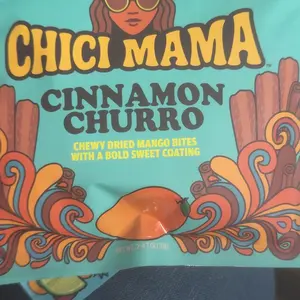 CHICI MAMA
CINNAMON
CHURRO
CHEWY DRIED MANGO BITES
WITH A BOLD SWEET COATING